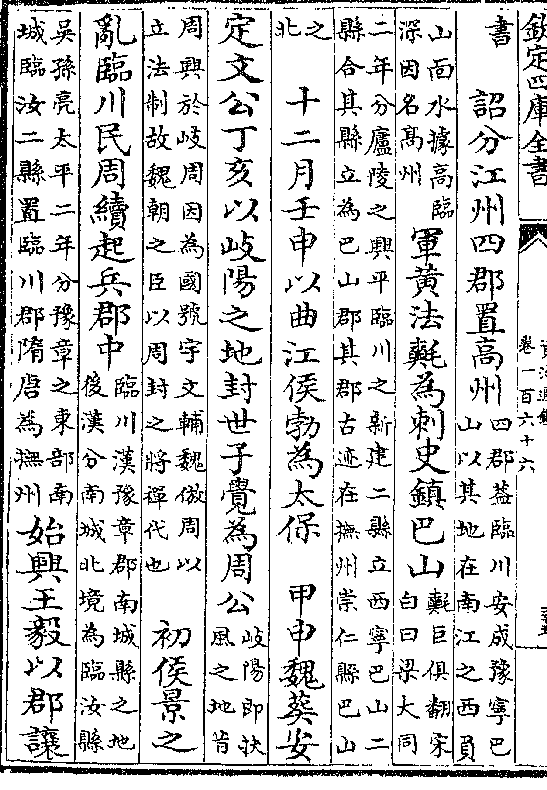 欽定四庫全書
卷一百六十六
書　詔分江州四郡置高州
四郡蓋臨川安成豫寧巴
山以其地在南江之西負
山面水據高臨
深因名高州
軍黃法𣰰為刺史鎮巴山
𣰰巨俱翻宋
白曰梁大同
二年分廬陵之興平臨川之新建二縣立西寧巴山二
縣合其縣立為巴山郡其郡古迹在撫州崇仁縣巴山
之
北
十二月壬申以曲江侯勃為太保　甲申魏葬安
定文公丁亥以岐陽之地封世子覺為周公
岐陽即扶
風之地昔
周興於岐周因為國號宇文輔魏倣周以
立法制故魏朝之臣以周封之將禪代也
初侯景之
亂臨川民周續起兵郡中
臨川漢豫章郡南城縣之地
後漢分南城北境為臨汝縣
吳孫亮太平二年分豫章之東部南
城臨汝二縣置臨川郡隋唐為撫州
始興王毅以郡讓